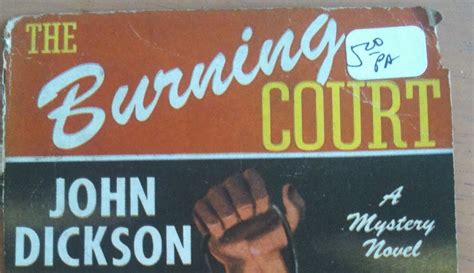 THE
Burning
COURT
5.00
PA
JOHN
DICKSON
A
Mystery
Novel